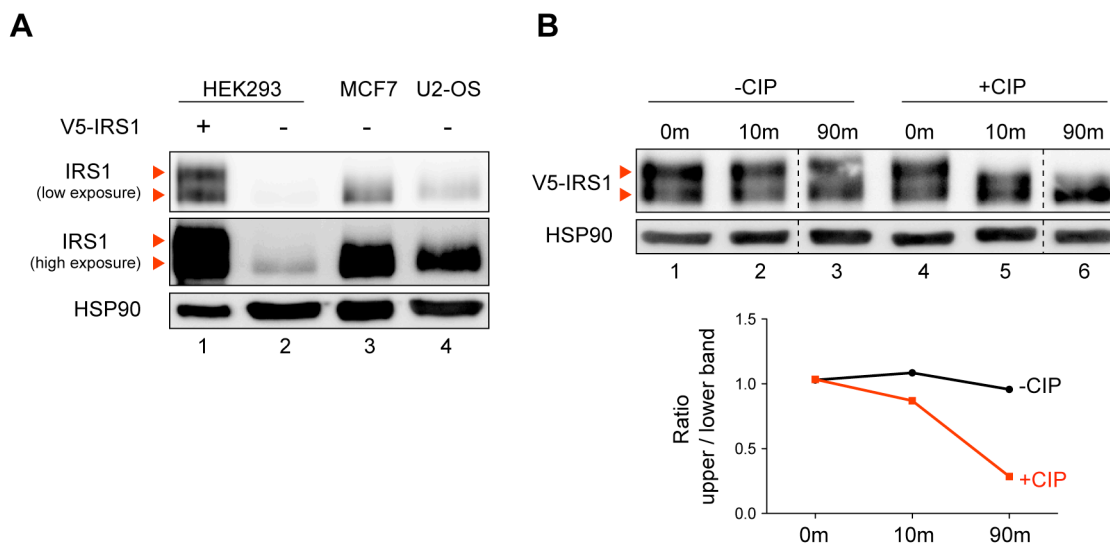 A
HEK293 MCF7 U2-OS
V5-IRS1 + - - -
IRS1
(low exposure)
IRS1
(high exposure)
HSP90
1 2 3 4
B
-CIP +CIP
0m 10m 90m 0m 10m 90m
V5-IRS1
HSP90
1 2 3 4 5 6
Ratio
upper / lower band
1.5
1.0
0.5
0.0
-CIP
+CIP
0m 10m 90m